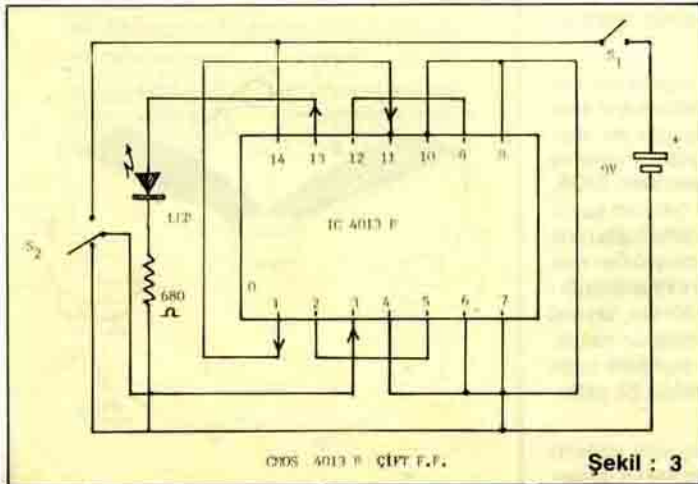 S1
14 13 12 11 10 9 8
+
9V
LED
IC 4013 P
S2
680
Ω
0
1 2 3 4 5 6 7
CMOS 4013 P ÇİFT F.F.
Şekil : 3